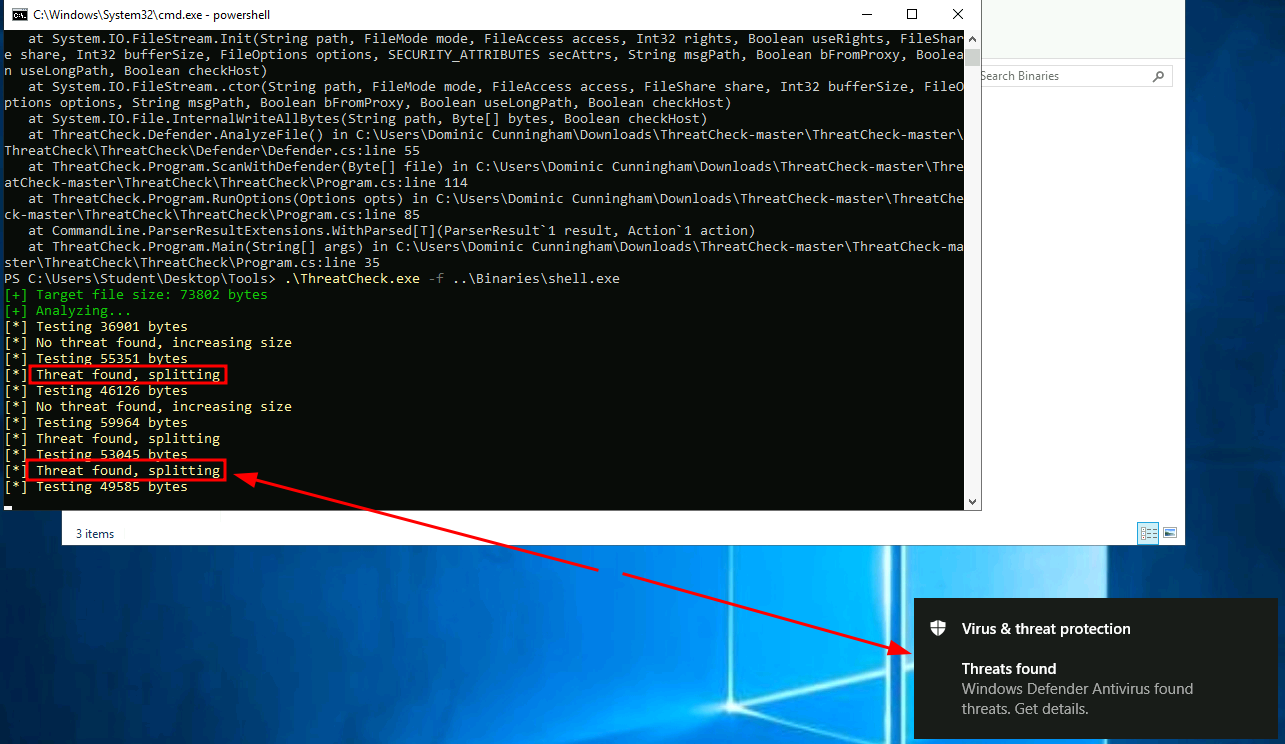 C:\Windows\System32\cmd.exe - powershell
at System.IO.FileStream.Init(String path, FileMode mode, FileAccess access, Int32 rights, Boolean useRights, FileShar
e share, Int32 bufferSize, FileOptions options, SECURITY_ATTRIBUTES secAttrs, String msgPath, Boolean bFromProxy, Boolea
n useLongPath, Boolean checkHost)
at System.IO.FileStream..ctor(String path, FileMode mode, FileAccess access, FileShare share, Int32 bufferSize, FileO
ptions options, String msgPath, Boolean bFromProxy, Boolean useLongPath, Boolean checkHost)
at System.IO.File.InternalWriteAllBytes(String path, Byte[] bytes, Boolean checkHost)
at ThreatCheck.Defender.AnalyzeFile() in C:\Users\Dominic Cunningham\Downloads\ThreatCheck-master\ThreatCheck-master\
ThreatCheck\ThreatCheck\Defender\Defender.cs:line 55
at ThreatCheck.Program.ScanWithDefender(Byte[] file) in C:\Users\Dominic Cunningham\Downloads\ThreatCheck-master\Thre
atCheck-master\ThreatCheck\ThreatCheck\Program.cs:line 114
at ThreatCheck.Program.RunOptions(Options opts) in C:\Users\Dominic Cunningham\Downloads\ThreatCheck-master\ThreatChe
ck-master\ThreatCheck\ThreatCheck\Program.cs:line 85
at CommandLine.ParserResultExtensions.WithParsed[T](ParserResult`1 result, Action`1 action)
at ThreatCheck.Program.Main(String[] args) in C:\Users\Dominic Cunningham\Downloads\ThreatCheck-master\ThreatCheck-ma
ster\ThreatCheck\ThreatCheck\Program.cs:line 35
PS C:\Users\Student\Desktop\Tools> .\ThreatCheck.exe -f ..\Binaries\shell.exe
[+] Target file size: 73802 bytes
[+] Analyzing...
[*] Testing 36901 bytes
[*] No threat found, increasing size
[*] Testing 55351 bytes
[*] Threat found, splitting
[*] Testing 46126 bytes
[*] No threat found, increasing size
[*] Testing 59964 bytes
[*] Threat found, splitting
[*] Testing 53045 bytes
[*] Threat found, splitting
[*] Testing 49585 bytes
Search Binaries
3 items
Virus & threat protection
Threats found
Windows Defender Antivirus found
threats. Get details.